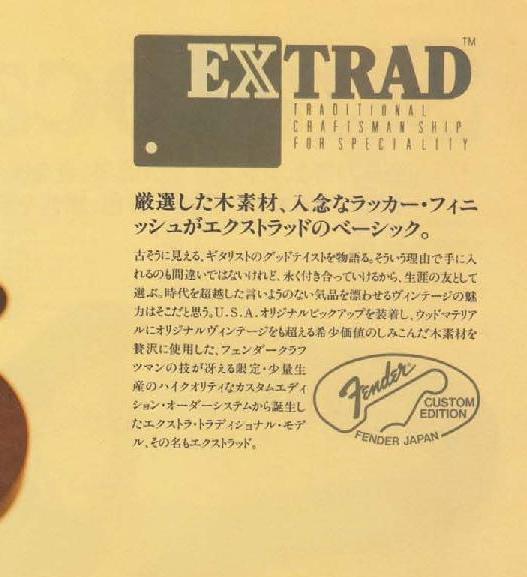 EXTRAD™
TRADITIONAL
CRAFTSMANSHIP
FOR SPECIALITY
厳選した木素材、入念なラッカー・フィニ
ッシュがエクストラッドのベーシック。
古そうに見える。ギタリストのグッドテイストを物語る。そういう理由で手に入
れるのも間違いではないけれど、永く付き合っていけるから、生涯の友として
選ぶ。時代を超越した言いようのない気品を漂わせるヴィンテージの魅
力はそこだと思う。U.S.A.オリジナルピックアップを装着し、ウッドマテリア
ルにオリジナルヴィンテージをも超える希少価値のしみこんだ木素材を
贅沢に使用した、フェンダークラフ
ツマンの技が冴える限定・少量生
産のハイクオリティなカスタムエディ
ション・オーダーシステムから誕生し
たエクストラ・トラディショナル・モデ
ル、その名もエクストラッド。
Fender
CUSTOM
EDITION
FENDER JAPAN